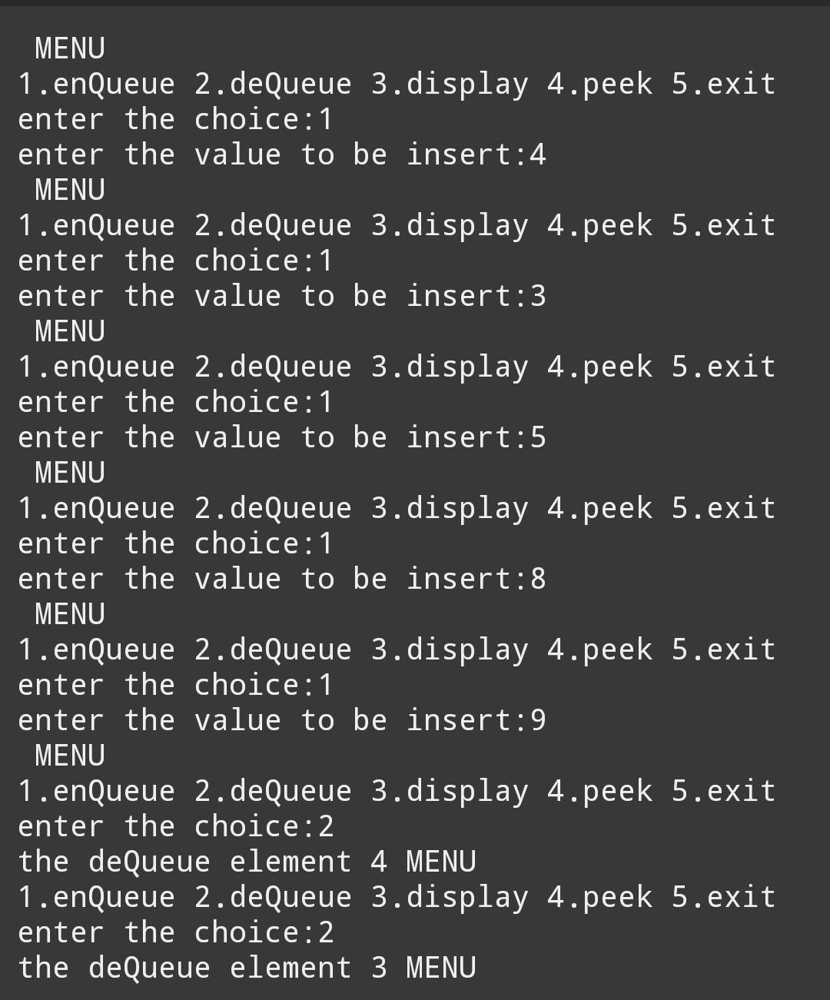 MENU
1.enQueue 2.deQueue 3.display 4.peek 5.exit
enter the choice:1
enter the value to be insert:4
MENU
1.enQueue 2.deQueue 3.display 4.peek 5.exit
enter the choice:1
enter the value to be insert:3
MENU
1.enQueue 2.deQueue 3.display 4.peek 5.exit
enter the choice:1
enter the value to be insert:5
MENU
1.enQueue 2.deQueue 3.display 4.peek 5.exit
enter the choice:1
enter the value to be insert:8
MENU
1.enQueue 2.deQueue 3.display 4.peek 5.exit
enter the choice:1
enter the value to be insert:9
MENU
1.enQueue 2.deQueue 3.display 4.peek 5.exit
enter the choice:2
the deQueue element 4 MENU
1.enQueue 2.deQueue 3.display 4.peek 5.exit
enter the choice:2
the deQueue element 3 MENU